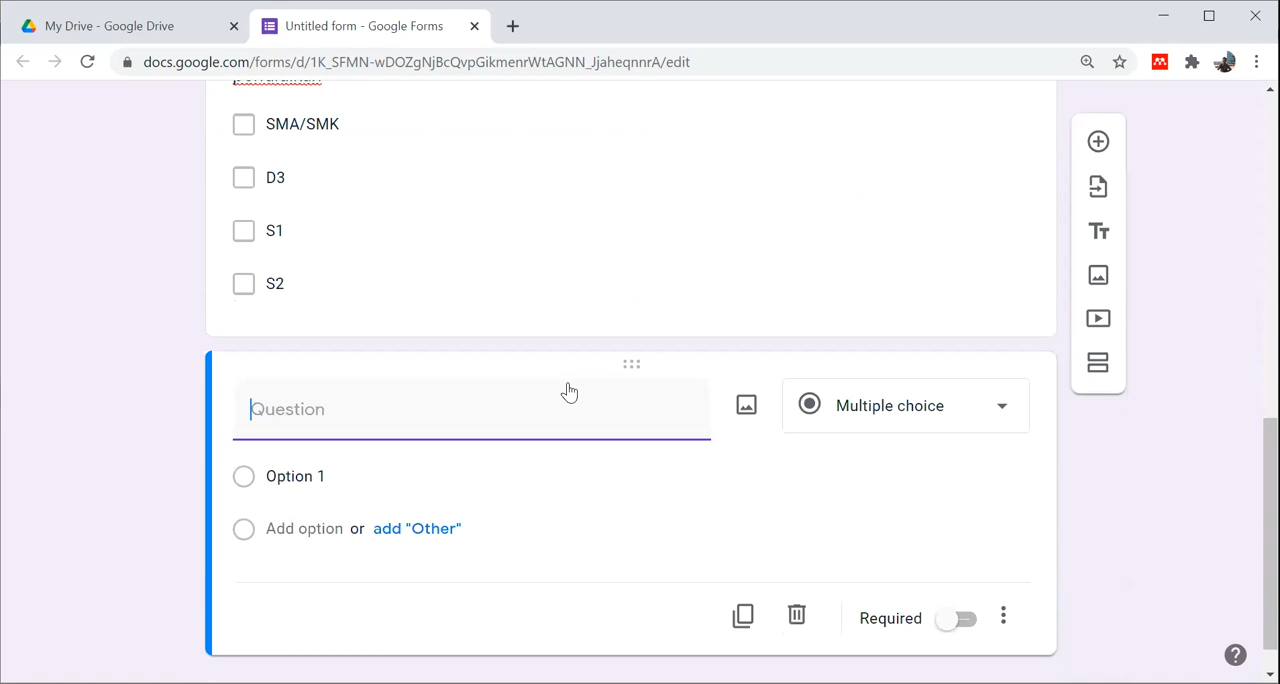 My Drive - Google Drive
Untitled form - Google Forms
docs.google.com/forms/d/1K_SFMN-wDOZgNjBcQvpGikmenrWtAGNN_JjaheqnnrA/edit
SMA/SMK
D3
S1
S2
Question
Multiple choice
Option 1
Add option or add "Other"
Required